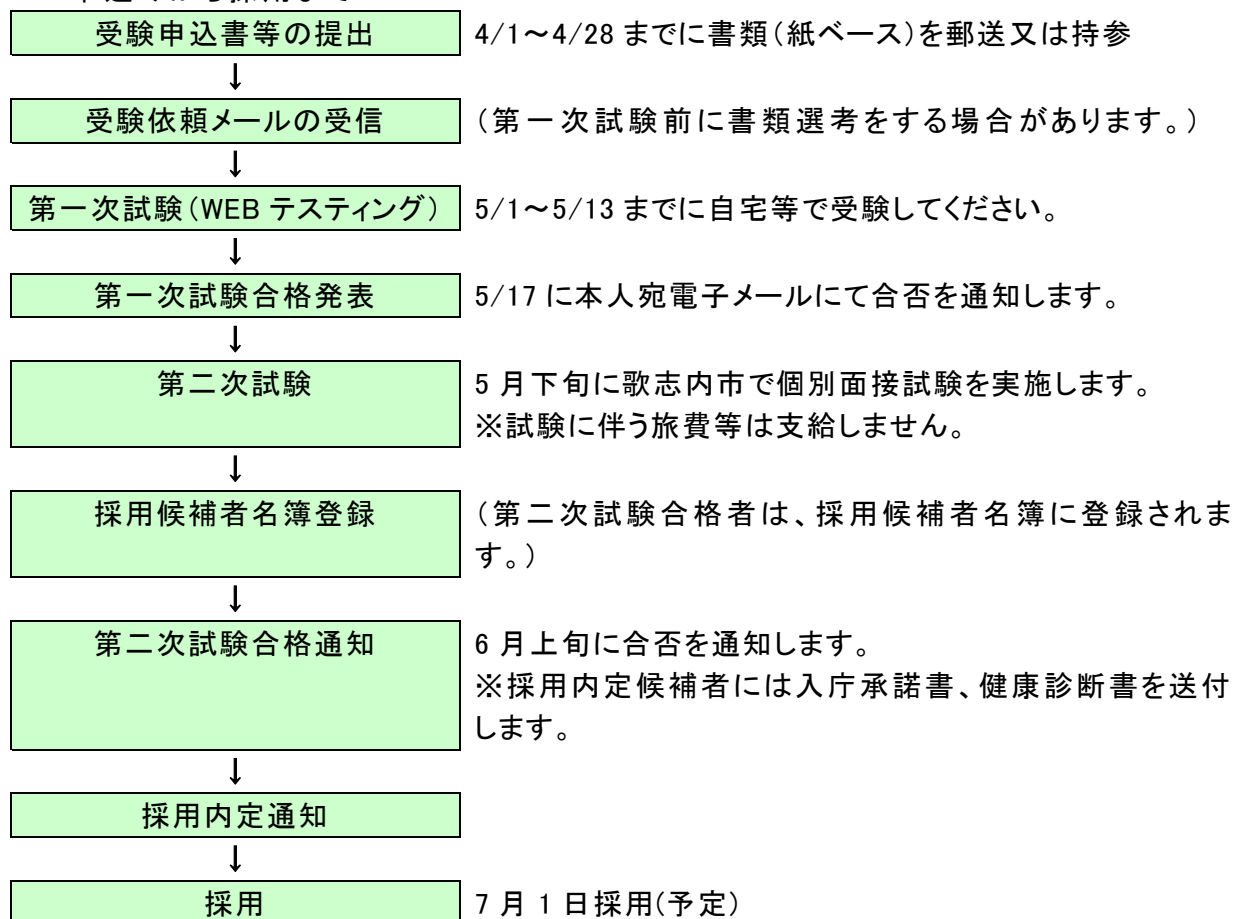 受験申込書等の提出 4/1～4/28 までに書類（紙ベース）を郵送又は持参
↓
受験依頼メールの受信 （第一次試験前に書類選考をする場合があります。）
↓
第一次試験（WEB テスティング） 5/1～5/13 までに自宅等で受験してください。
↓
第一次試験合格発表 5/17 に本人宛電子メールにて合否を通知します。
↓
第二次試験 5 月下旬に歌志内市で個別面接試験を実施します。
※試験に伴う旅費等は支給しません。
↓
採用候補者名簿登録 （第二次試験合格者は、採用候補者名簿に登録されま
す。）
↓
第二次試験合格通知 6 月上旬に合否を通知します。
※採用内定候補者には入庁承諾書、健康診断書を送付
します。
↓
採用内定通知
↓
採用 7 月 1 日採用(予定)